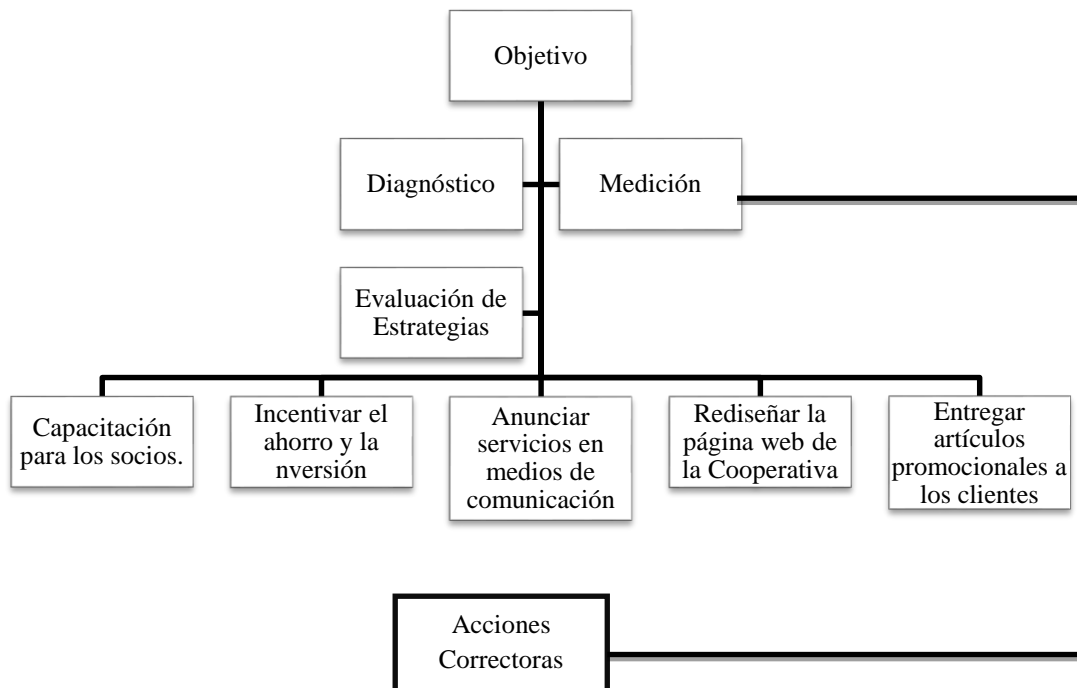 Objetivo
Diagnóstico
Medición
Evaluación de
Estrategias
Capacitación
para los socios.
Incentivar el
ahorro y la
nversión
Anunciar
servicios en
medios de
comunicación
Rediseñar la
página web de
la Cooperativa
Entregar
artículos
promocionales a
los clientes
Acciones
Correctoras